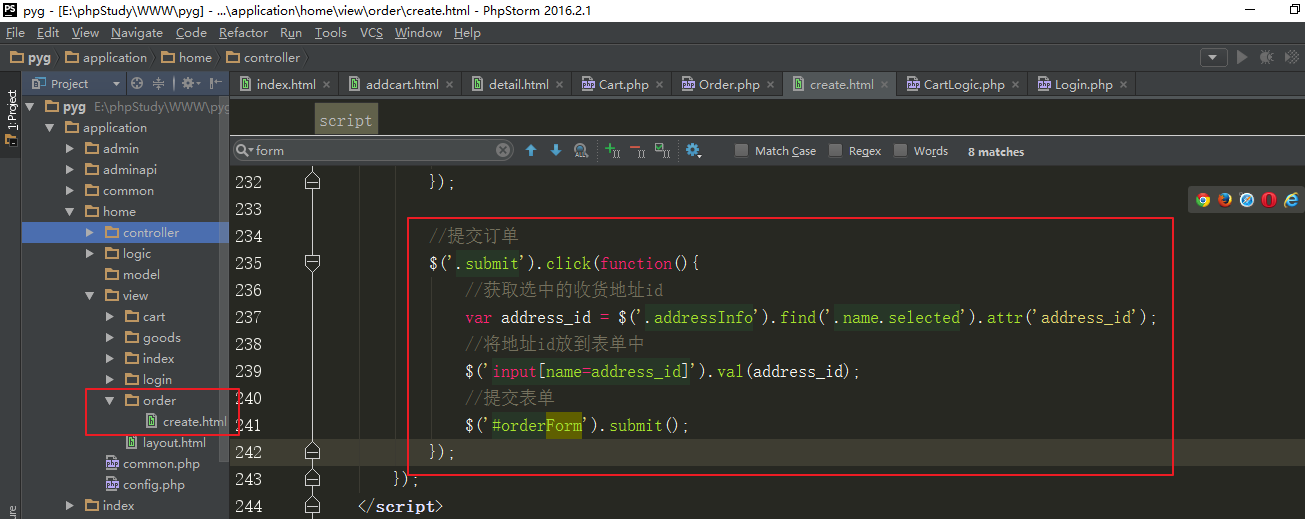 pyg - [E:\phpStudy\WWW\pyg] - ...\application\home\view\order\create.html - PhpStorm 2016.2.1
File Edit View Navigate Code Refactor Run Tools VCS Window Help
pyg application home controller
Project index.html addcart.html detail.html Cart.php Order.php create.html CartLogic.php Login.php
1: Project
pyg E:\phpStudy\WWW\pyg
application
admin
adminapi
common
home
controller
logic
model
view
cart
goods
index
login
order
create.html
layout.html
common.php
config.php
index
script
form Match Case Regex Words 8 matches
232 });
233
234 //提交订单
235 $('.submit').click(function(){
236 //获取选中的收货地址id
237 var address_id = $('.addressInfo').find('.name.selected').attr('address_id');
238 //将地址id放到表单中
239 $('input[name=address_id]').val(address_id);
240 //提交表单
241 $('#orderForm').submit();
242 });
243 });
244 </script>